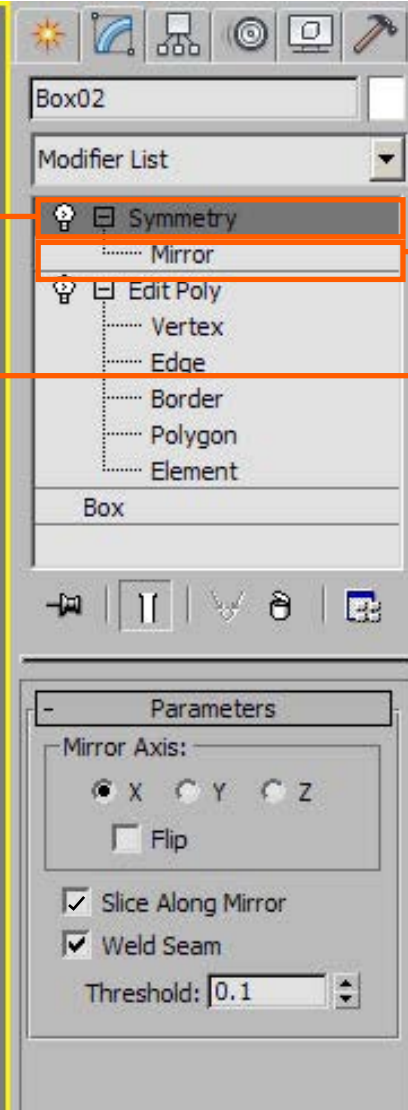 Box02
Modifier List
Symmetry
Mirror
Edit Poly
Vertex
Edge
Border
Polygon
Element
Box
- Parameters
Mirror Axis:
X Y Z
Flip
Slice Along Mirror
Weld Seam
Threshold: 0.1